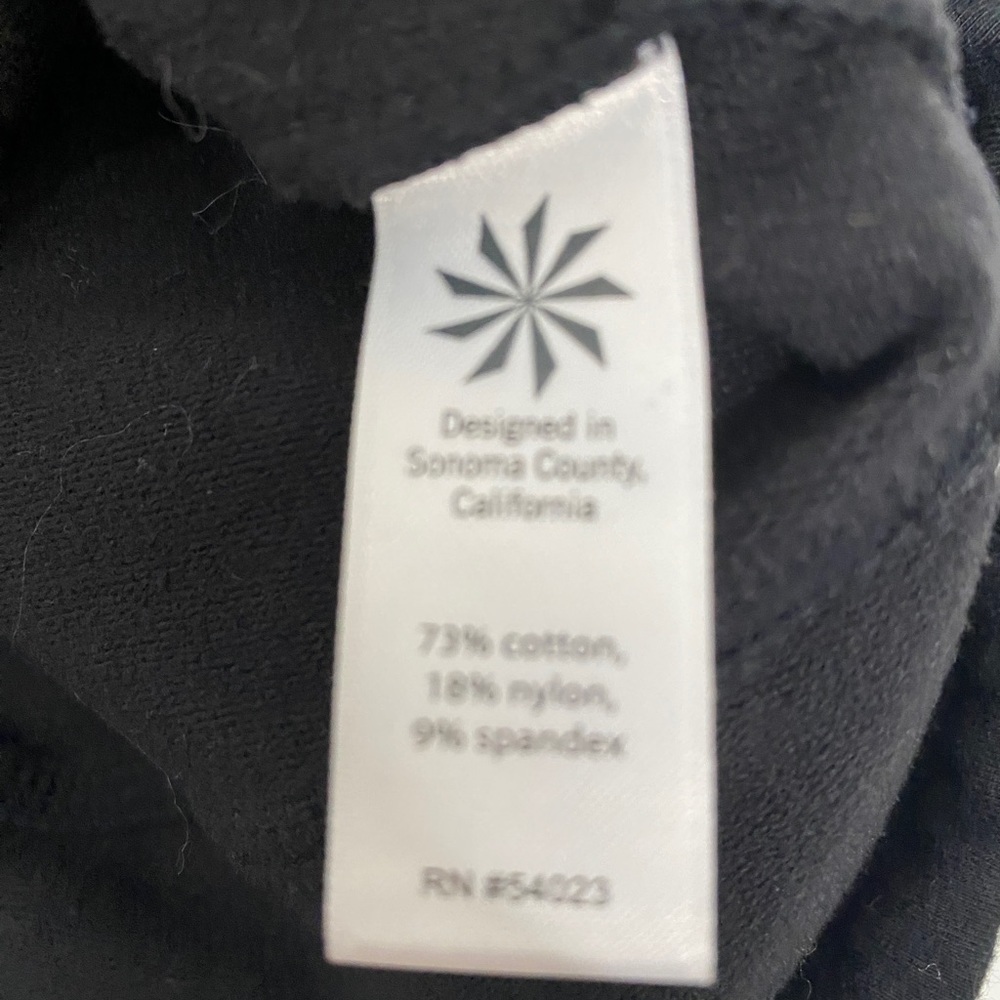 Designed in
Sonoma County,
California
73% cotton,
18% nylon,
9% spandex
RN #54023